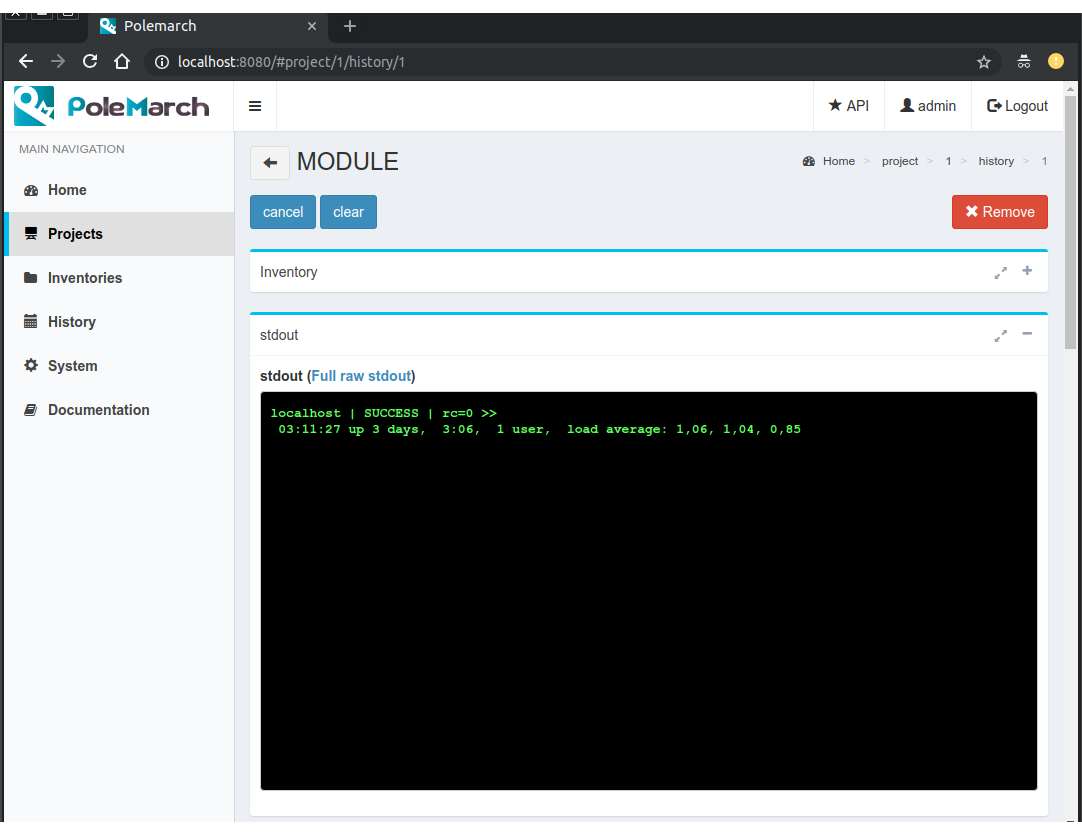 Polemarch
localhost:8080/#project/1/history/1
PoleMarch
API
admin
Logout
MAIN NAVIGATION
Home
Projects
Inventories
History
System
Documentation
MODULE
Home > project > 1 > history > 1
cancel
clear
Remove
Inventory
stdout
stdout (Full raw stdout)
localhost | SUCCESS | rc=0 >>
03:11:27 up 3 days, 3:06, 1 user, load average: 1,06, 1,04, 0,85